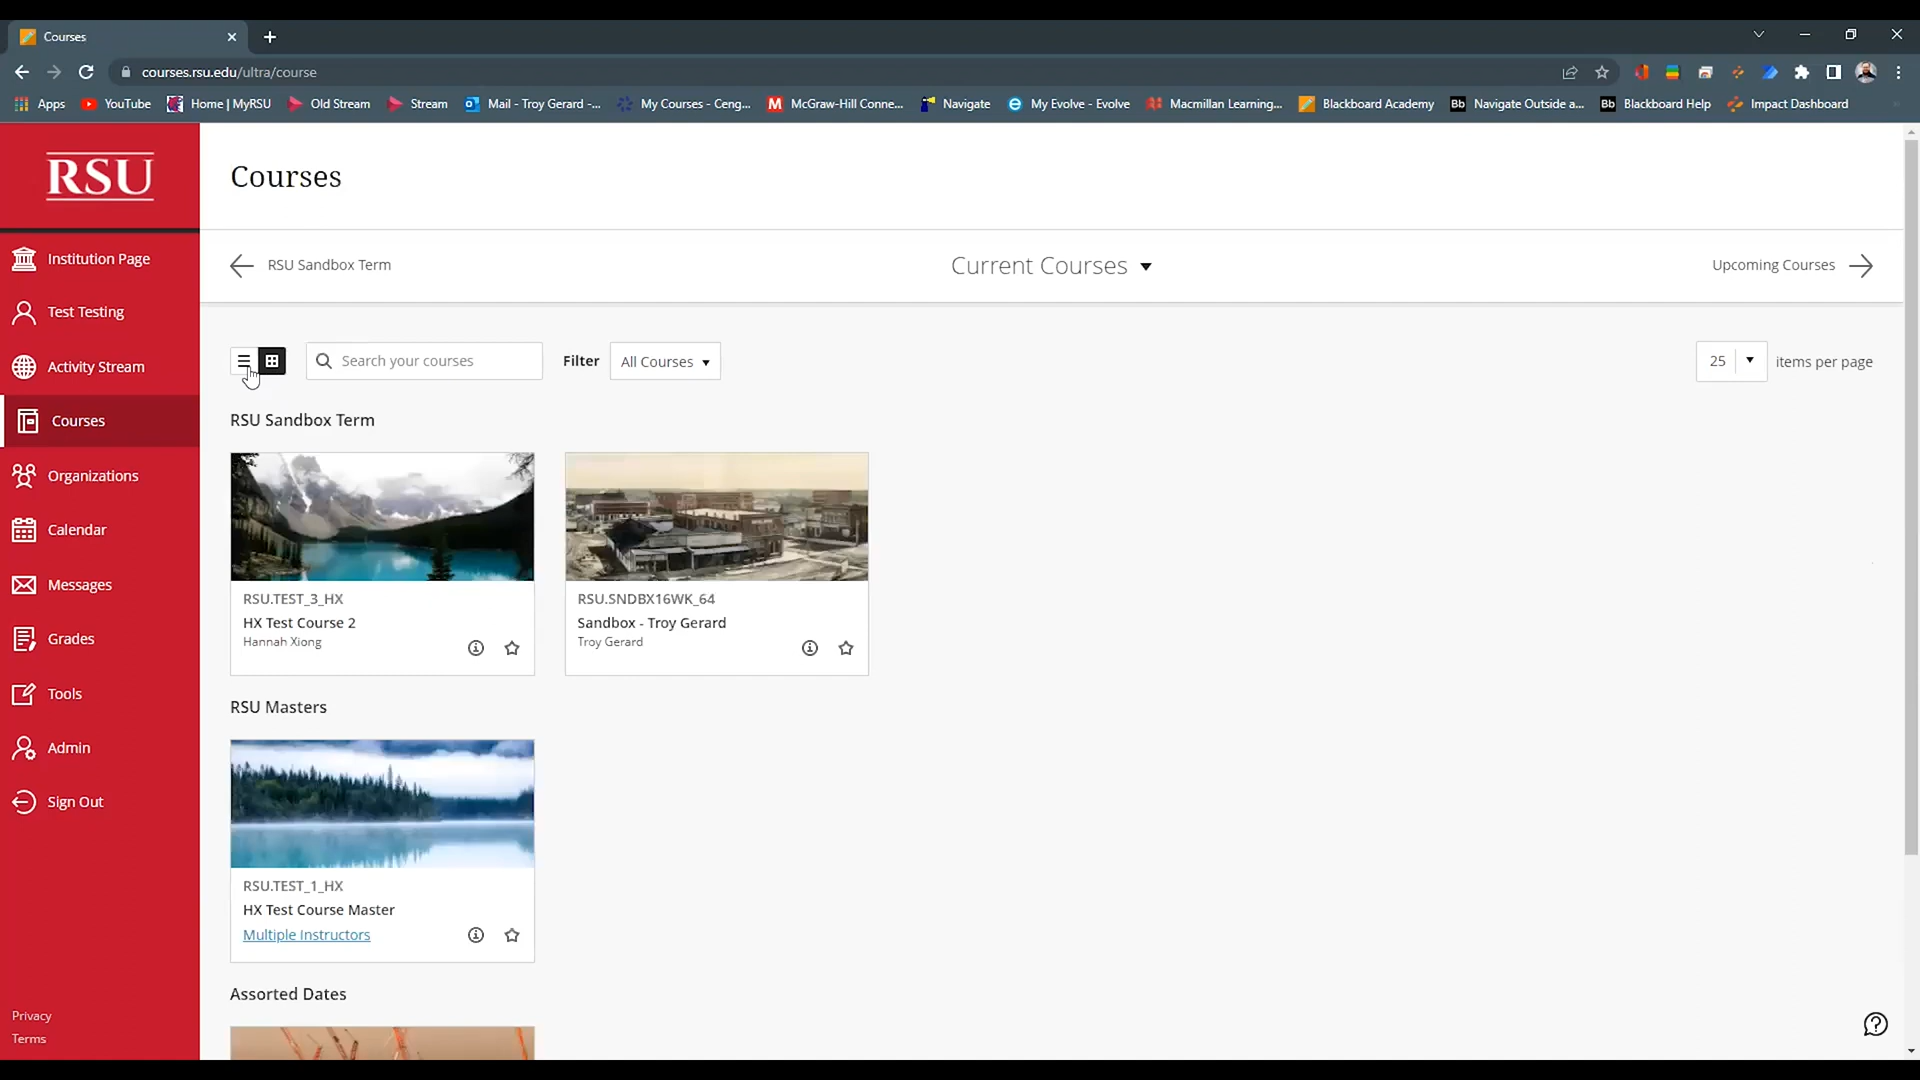 Courses
courses.rsu.edu/ultra/course
Apps YouTube Home | MyRSU Old Stream Stream Mail - Troy Gerard -... My Courses - Ceng... McGraw-Hill Conne... Navigate My Evolve - Evolve Macmillan Learning... Blackboard Academy Bb Navigate Outside a... Bb Blackboard Help Impact Dashboard
RSU
Institution Page
Test Testing
Activity Stream
Courses
Organizations
Calendar
Messages
Grades
Tools
Admin
Sign Out
Privacy
Terms
Courses
RSU Sandbox Term Current Courses Upcoming Courses
Search your courses Filter All Courses 25 items per page
RSU Sandbox Term
RSU.TEST_3_HX
HX Test Course 2
Hannah Xiong
RSU.SNDBX16WK_64
Sandbox - Troy Gerard
Troy Gerard
RSU Masters
RSU.TEST_1_HX
HX Test Course Master
Multiple Instructors
Assorted Dates